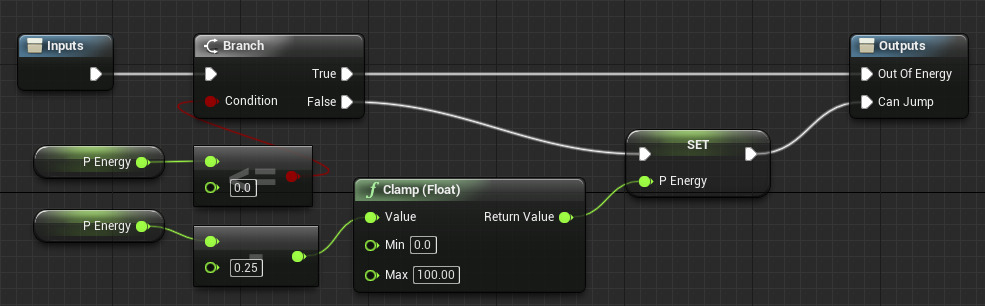 Inputs
Branch
True
Condition
False
Outputs
Out Of Energy
Can Jump
P Energy
<=
0.0
P Energy
-
0.25
Clamp (Float)
Value
Return Value
Min 0.0
Max 100.00
SET
P Energy